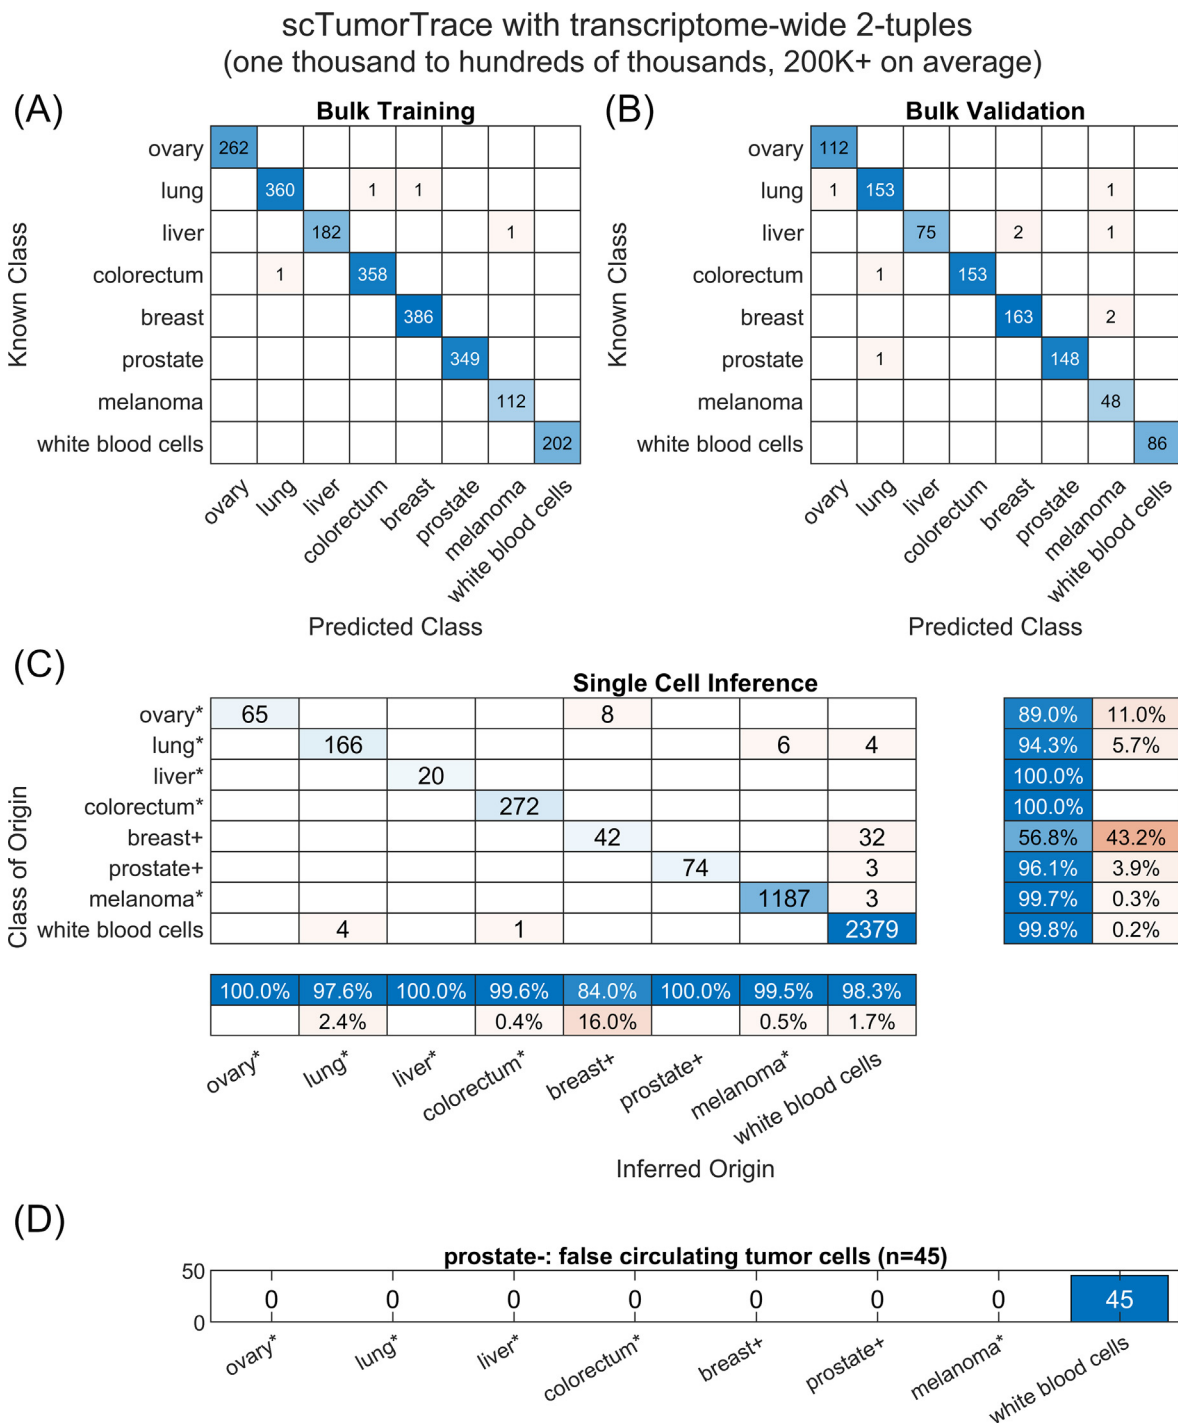 scTumorTrace with transcriptome-wide 2-tuples
(one thousand to hundreds of thousands, 200K+ on average)
(A)
Bulk Training
Known Class
ovary 262
lung 360 1 1
liver 182 1
colorectum 1 358
breast 386
prostate 349
melanoma 112
white blood cells 202
ovary lung liver colorectum breast prostate melanoma white blood cells
Predicted Class
(B)
Bulk Validation
Known Class
ovary 112
lung 1 153 1
liver 75 2 1
colorectum 1 153
breast 163 2
prostate 1 148
melanoma 48
white blood cells 86
ovary lung liver colorectum breast prostate melanoma white blood cells
Predicted Class
(C)
Single Cell Inference
Class of Origin
ovary* 65 8 89.0% 11.0%
lung* 166 6 4 94.3% 5.7%
liver* 20 100.0%
colorectum* 272 100.0%
breast+ 42 32 56.8% 43.2%
prostate+ 74 3 96.1% 3.9%
melanoma* 1187 3 99.7% 0.3%
white blood cells 4 1 2379 99.8% 0.2%
100.0% 97.6% 100.0% 99.6% 84.0% 100.0% 99.5% 98.3%
2.4% 0.4% 16.0% 0.5% 1.7%
ovary* lung* liver* colorectum* breast+ prostate+ melanoma* white blood cells
Inferred Origin
(D)
prostate-: false circulating tumor cells (n=45)
50
0 0 0 0 0 0 0 45
0
ovary* lung* liver* colorectum* breast+ prostate+ melanoma* white blood cells